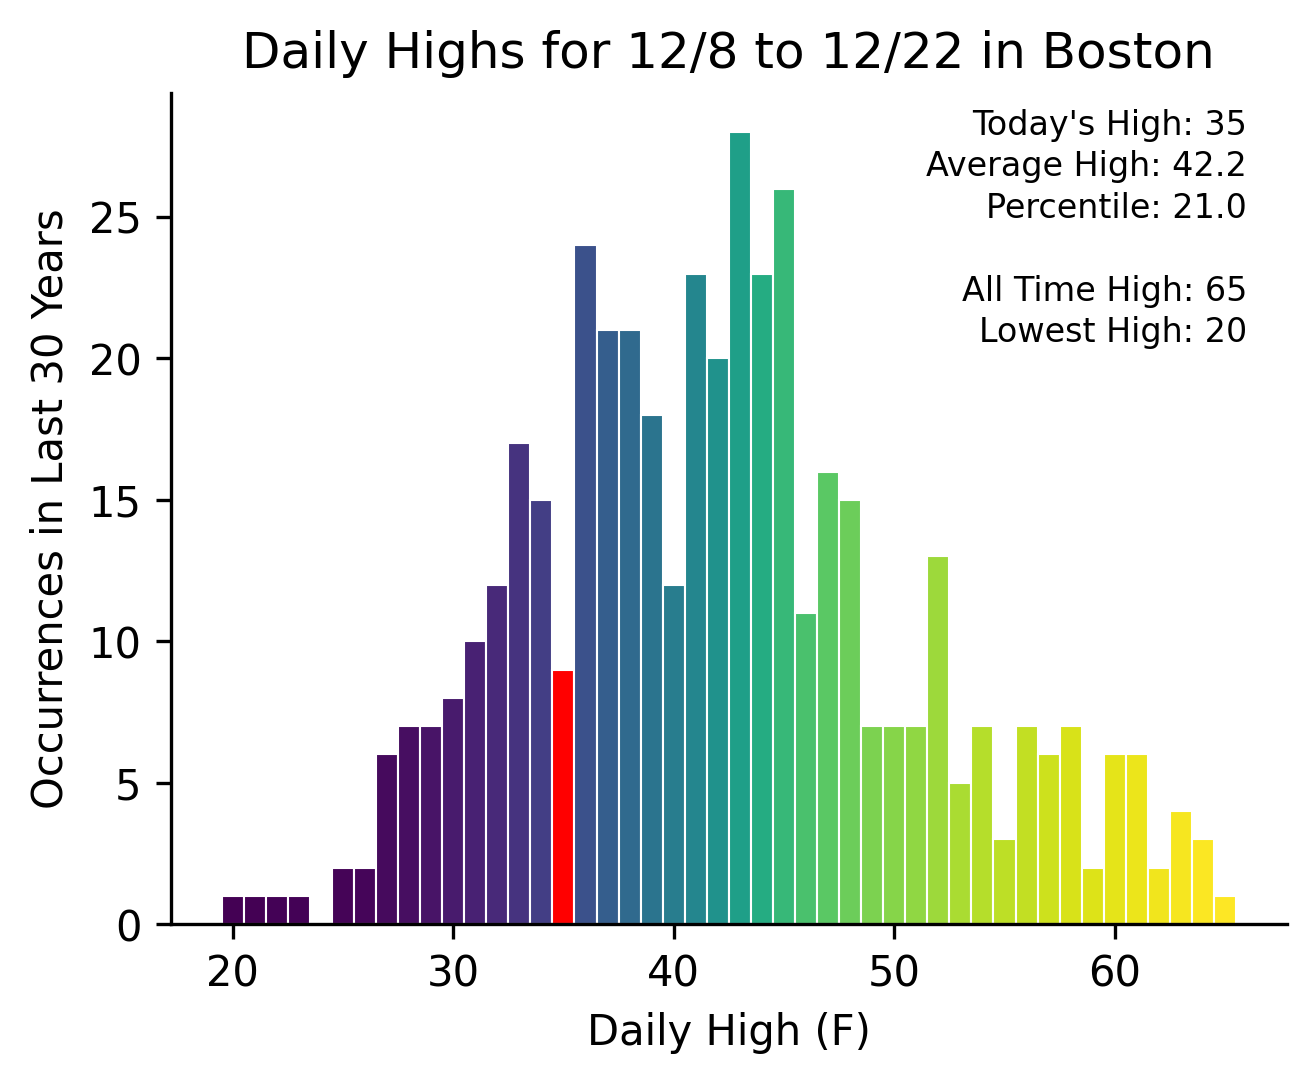 Daily Highs for 12/8 to 12/22 in Boston
Today's High: 35
Average High: 42.2
Percentile: 21.0
All Time High: 65
Lowest High: 20
Occurrences in Last 30 Years
25
20
15
10
5
0
20 30 40 50 60
Daily High (F)